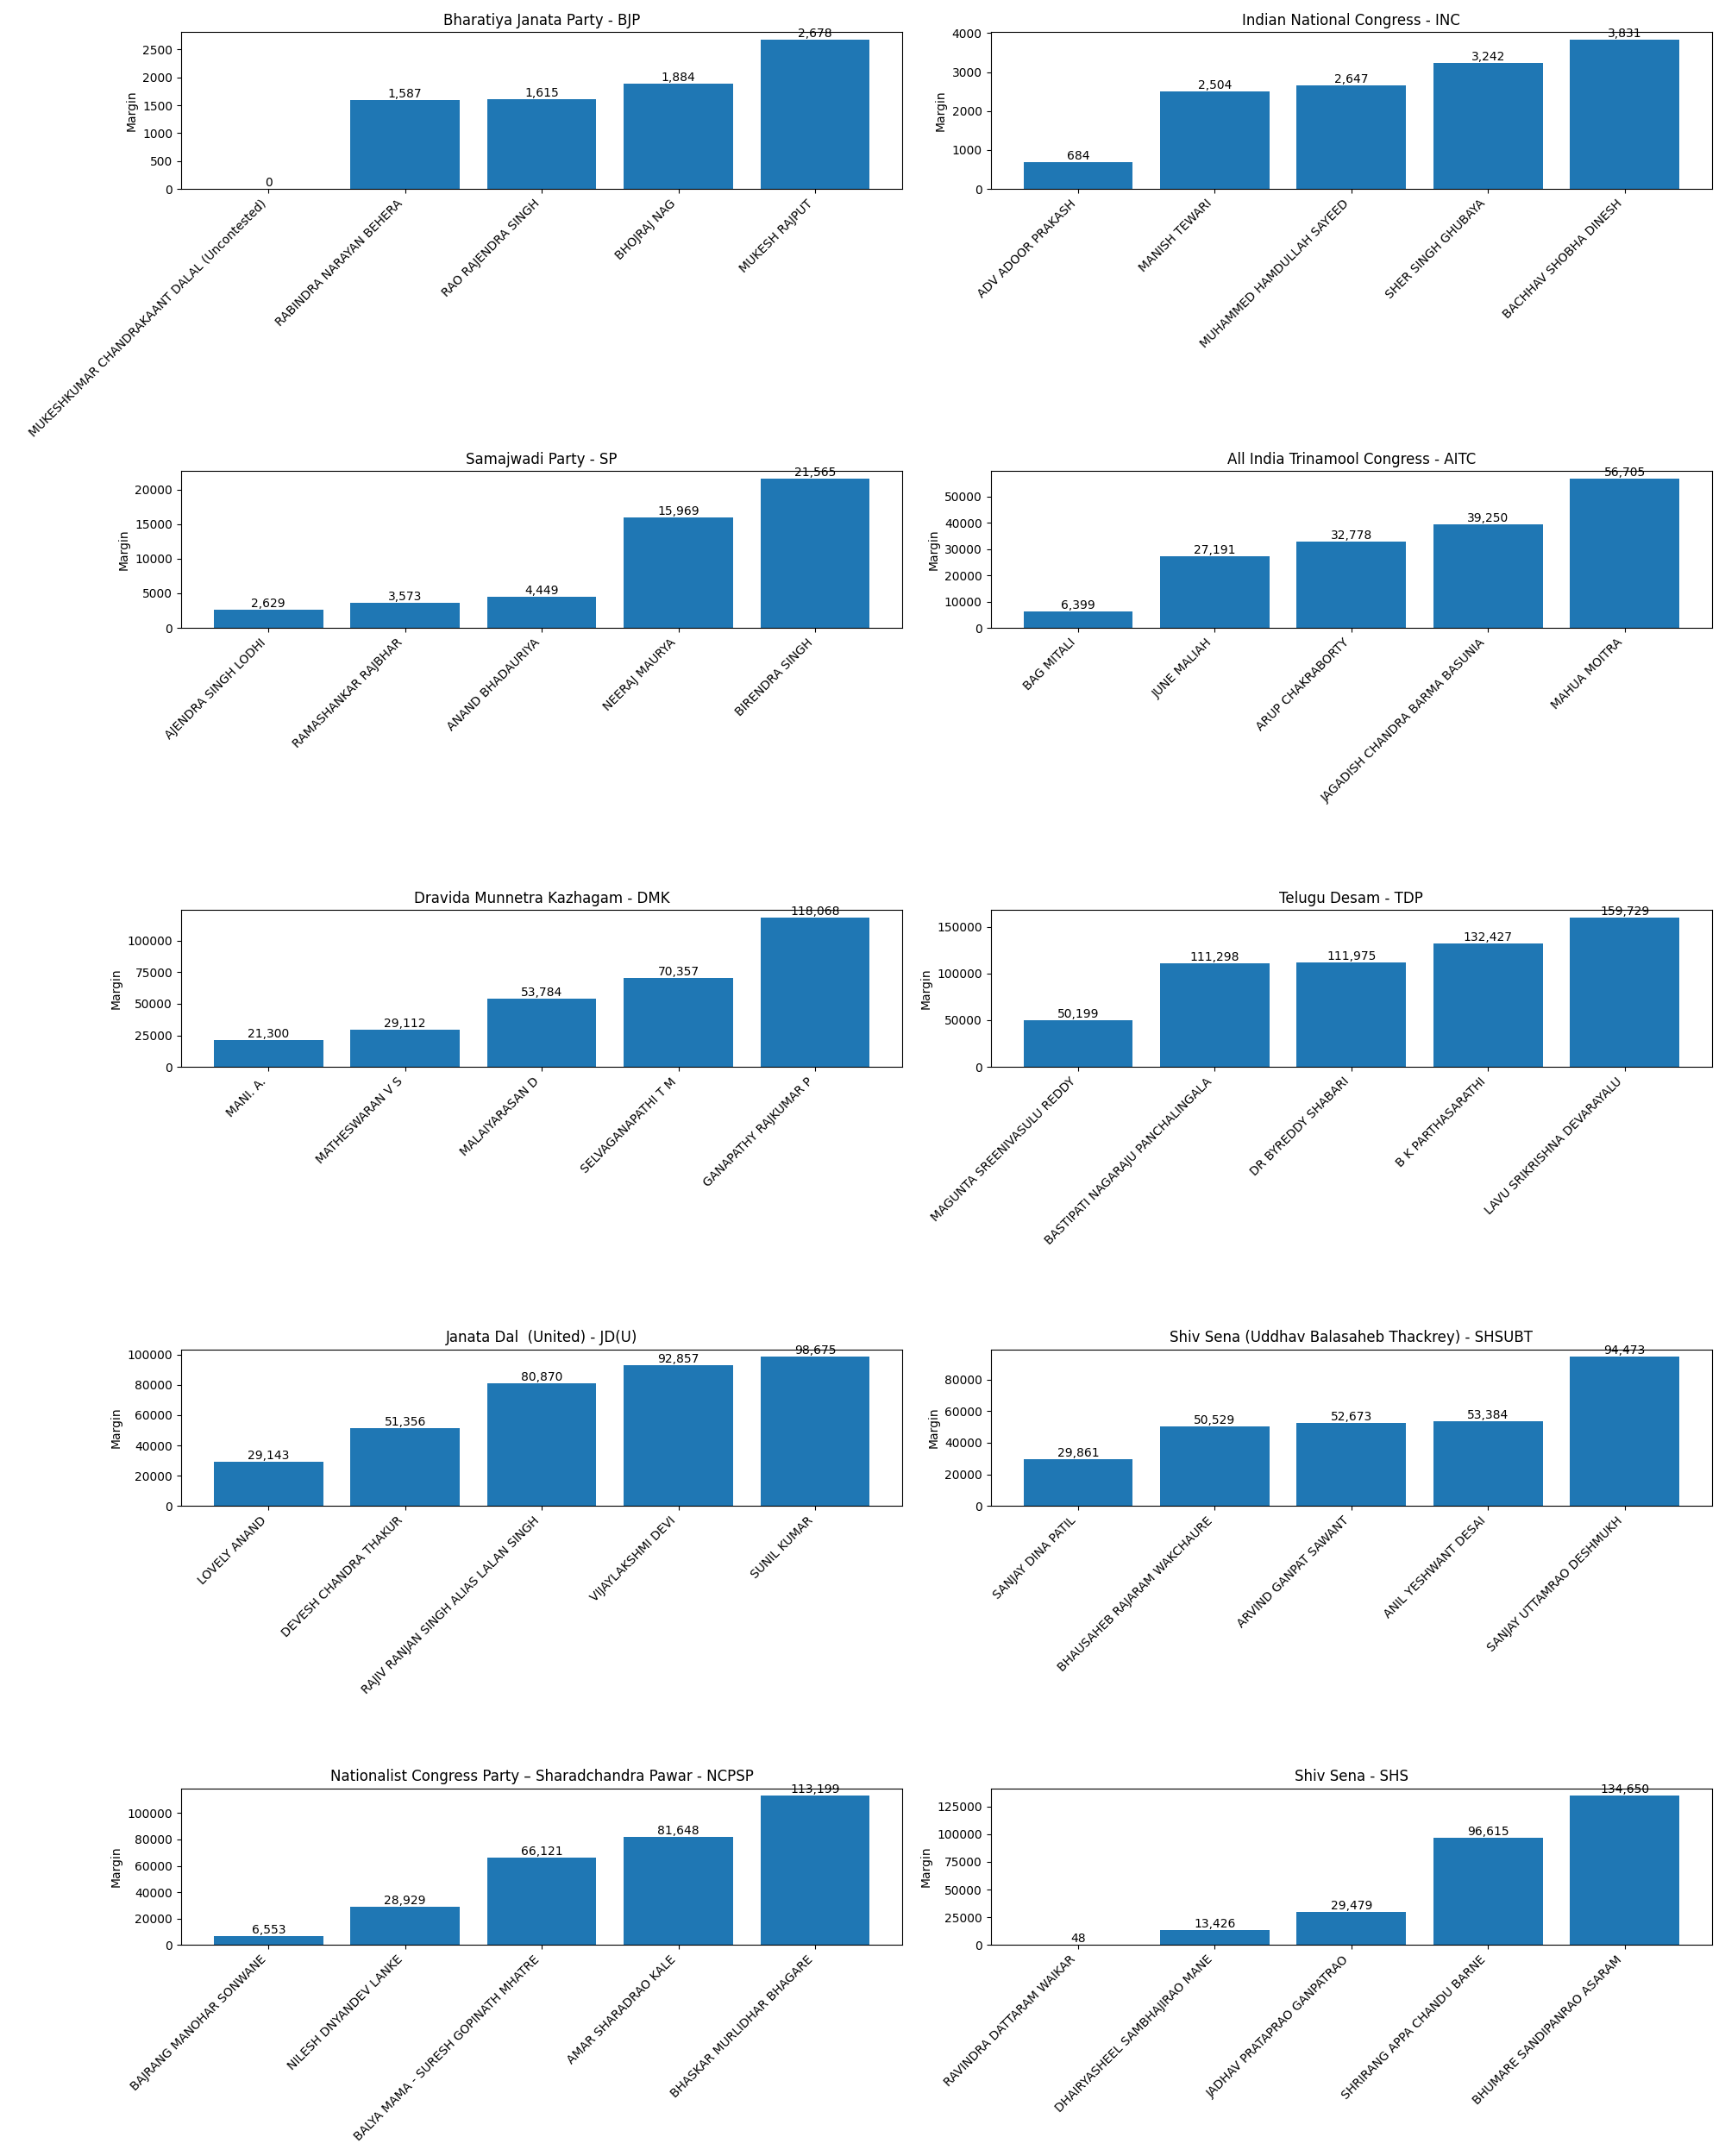 Bharatiya Janata Party - BJP
Margin
2500
2000
1500
1000
500
0
0
1,587
1,615
1,884
2,678
MUKESHKUMAR CHANDRAKAANT DALAL (Uncontested)
RABINDRA NARAYAN BEHERA
RAO RAJENDRA SINGH
BHOJRAJ NAG
MUKESH RAJPUT
Indian National Congress - INC
Margin
4000
3000
2000
1000
0
684
2,504
2,647
3,242
3,831
ADV ADOOR PRAKASH
MANISH TEWARI
MUHAMMED HAMDULLAH SAYEED
SHER SINGH GHUBAYA
BACHHAV SHOBHA DINESH
Samajwadi Party - SP
Margin
20000
15000
10000
5000
0
2,629
3,573
4,449
15,969
21,565
AJENDRA SINGH LODHI
RAMASHANKAR RAJBHAR
ANAND BHADAURIYA
NEERAJ MAURYA
BIRENDRA SINGH
All India Trinamool Congress - AITC
Margin
50000
40000
30000
20000
10000
0
6,399
27,191
32,778
39,250
56,705
BAG MITALI
JUNE MALIAH
ARUP CHAKRABORTY
JAGADISH CHANDRA BARMA BASUNIA
MAHUA MOITRA
Dravida Munnetra Kazhagam - DMK
Margin
100000
75000
50000
25000
0
21,300
29,112
53,784
70,357
118,068
MANI. A.
MATHESWARAN V S
MALAIYARASAN D
SELVAGANAPATHI T M
GANAPATHY RAJKUMAR P
Telugu Desam - TDP
Margin
150000
100000
50000
0
50,199
111,298
111,975
132,427
159,729
MAGUNTA SREENIVASULU REDDY
BASTIPATI NAGARAJU PANCHALINGALA
DR BYREDDY SHABARI
B K PARTHASARATHI
LAVU SRIKRISHNA DEVARAYALU
Janata Dal  (United) - JD(U)
Margin
100000
80000
60000
40000
20000
0
29,143
51,356
80,870
92,857
98,675
LOVELY ANAND
DEVESH CHANDRA THAKUR
RAJIV RANJAN SINGH ALIAS LALAN SINGH
VIJAYLAKSHMI DEVI
SUNIL KUMAR
Shiv Sena (Uddhav Balasaheb Thackrey) - SHSUBT
Margin
80000
60000
40000
20000
0
29,861
50,529
52,673
53,384
94,473
SANJAY DINA PATIL
BHAUSAHEB RAJARAM WAKCHAURE
ARVIND GANPAT SAWANT
ANIL YESHWANT DESAI
SANJAY UTTAMRAO DESHMUKH
Nationalist Congress Party – Sharadchandra Pawar - NCPSP
Margin
100000
80000
60000
40000
20000
0
6,553
28,929
66,121
81,648
113,199
BAJRANG MANOHAR SONWANE
NILESH DNYANDEV LANKE
BALYA MAMA - SURESH GOPINATH MHATRE
AMAR SHARADRAO KALE
BHASKAR MURLIDHAR BHAGARE
Shiv Sena - SHS
Margin
125000
100000
75000
50000
25000
0
48
13,426
29,479
96,615
134,650
RAVINDRA DATTARAM WAIKAR
DHAIRYASHEEL SAMBHAJIRAO MANE
JADHAV PRATAPRAO GANPATRAO
SHRIRANG APPA CHANDU BARNE
BHUMARE SANDIPANRAO ASARAM